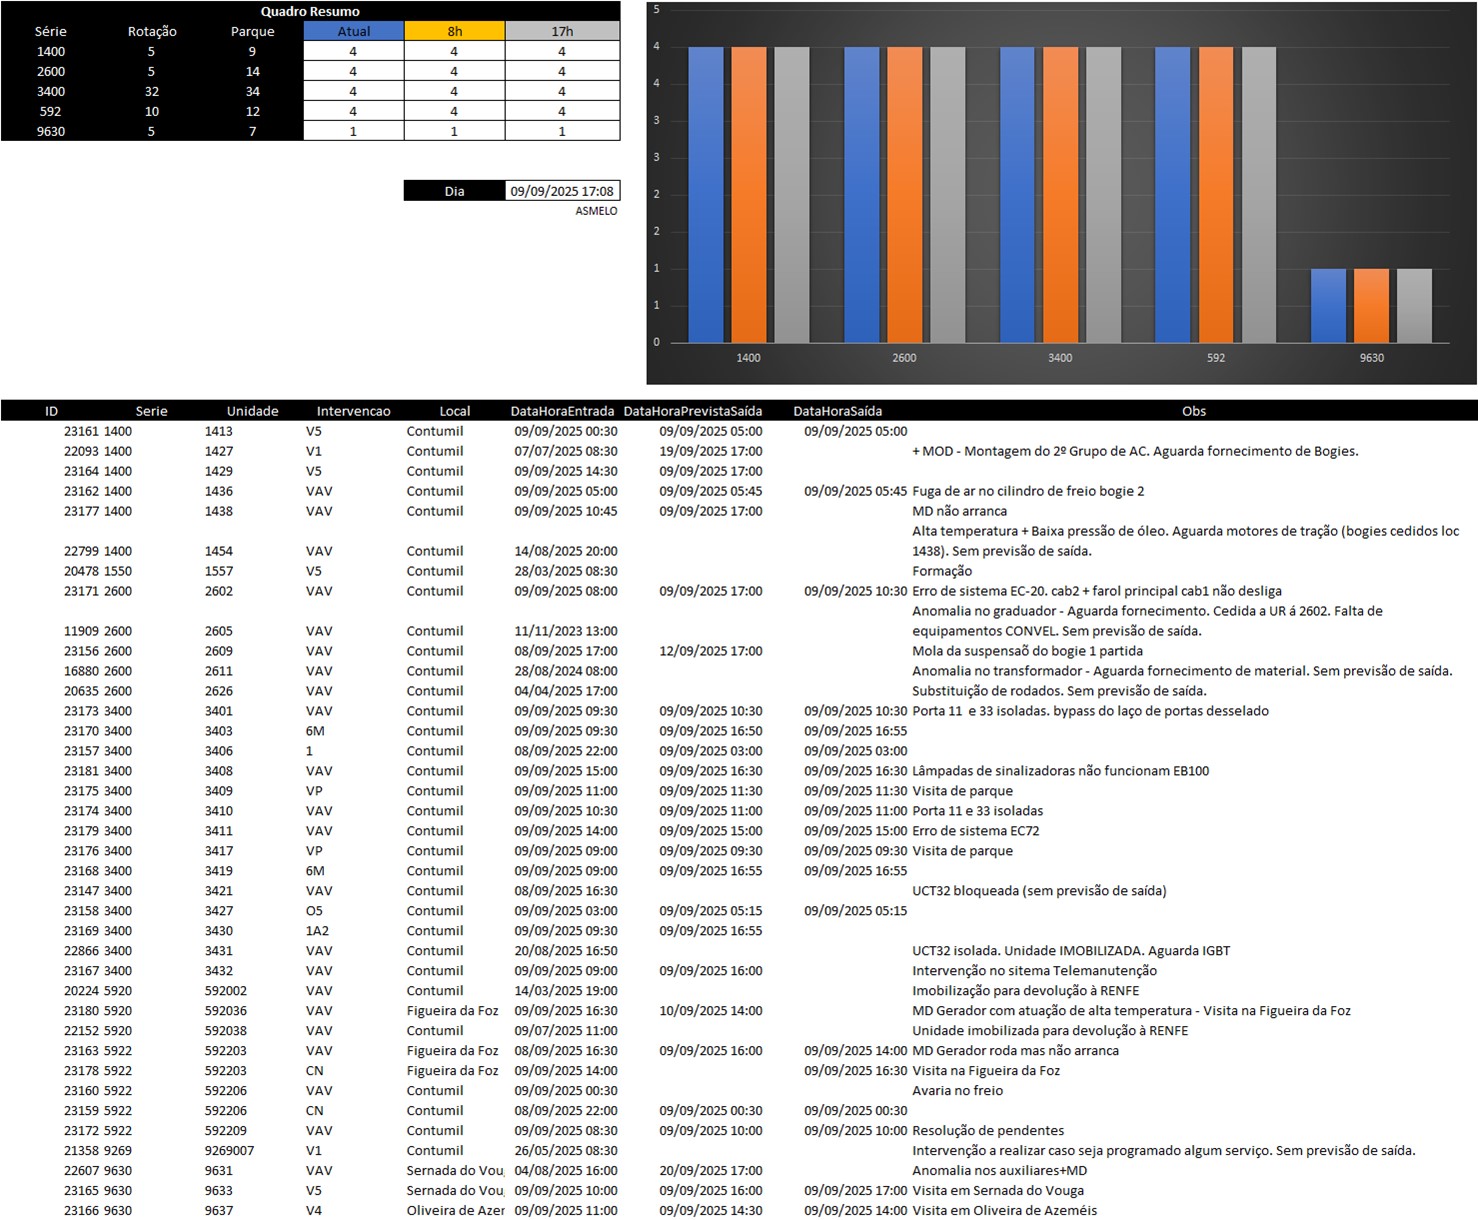 Quadro Resumo
Série Rotação Parque Atual 8h 17h
1400 5 9 4 4 4
2600 5 14 4 4 4
3400 32 34 4 4 4
592 10 12 4 4 4
9630 5 7 1 1 1
Dia 09/09/2025 17:08
ASMELO
5
4
4
3
3
2
2
1
1
0
1400 2600 3400 592 9630
ID Serie Unidade Intervencao Local DataHoraEntrada DataHoraPrevistaSaída DataHoraSaída Obs
23161 1400 1413 V5 Contumil 09/09/2025 00:30 09/09/2025 05:00 09/09/2025 05:00
22093 1400 1427 V1 Contumil 07/07/2025 08:30 19/09/2025 17:00 + MOD - Montagem do 2º Grupo de AC. Aguarda fornecimento de Bogies.
23164 1400 1429 V5 Contumil 09/09/2025 14:30 09/09/2025 17:00
23162 1400 1436 VAV Contumil 09/09/2025 05:00 09/09/2025 05:45 09/09/2025 05:45 Fuga de ar no cilindro de freio bogie 2
23177 1400 1438 VAV Contumil 09/09/2025 10:45 09/09/2025 17:00 MD não arranca
Alta temperatura + Baixa pressão de óleo. Aguarda motores de tração (bogies cedidos loc
22799 1400 1454 VAV Contumil 14/08/2025 20:00 1438). Sem previsão de saída.
20478 1550 1557 V5 Contumil 28/03/2025 08:30 Formação
23171 2600 2602 VAV Contumil 09/09/2025 08:00 09/09/2025 17:00 09/09/2025 10:30 Erro de sistema EC-20. cab2 + farol principal cab1 não desliga
Anomalia no graduador - Aguarda fornecimento. Cedida a UR á 2602. Falta de
11909 2600 2605 VAV Contumil 11/11/2023 13:00 equipamentos CONVEL. Sem previsão de saída.
23156 2600 2609 VAV Contumil 08/09/2025 17:00 12/09/2025 17:00 Mola da suspensaõ do bogie 1 partida
16880 2600 2611 VAV Contumil 28/08/2024 08:00 Anomalia no transformador - Aguarda fornecimento de material. Sem previsão de saída.
20635 2600 2626 VAV Contumil 04/04/2025 17:00 Substituição de rodados. Sem previsão de saída.
23173 3400 3401 VAV Contumil 09/09/2025 09:30 09/09/2025 10:30 09/09/2025 10:30 Porta 11 e 33 isoladas. bypass do laço de portas desselado
23170 3400 3403 6M Contumil 09/09/2025 09:30 09/09/2025 16:50 09/09/2025 16:55
23157 3400 3406 1 Contumil 08/09/2025 22:00 09/09/2025 03:00 09/09/2025 03:00
23181 3400 3408 VAV Contumil 09/09/2025 15:00 09/09/2025 16:30 09/09/2025 16:30 Lâmpadas de sinalizadoras não funcionam EB100
23175 3400 3409 VP Contumil 09/09/2025 11:00 09/09/2025 11:30 09/09/2025 11:30 Visita de parque
23174 3400 3410 VAV Contumil 09/09/2025 10:30 09/09/2025 11:00 09/09/2025 11:00 Porta 11 e 33 isoladas
23179 3400 3411 VAV Contumil 09/09/2025 14:00 09/09/2025 15:00 09/09/2025 15:00 Erro de sistema EC72
23176 3400 3417 VP Contumil 09/09/2025 09:00 09/09/2025 09:30 09/09/2025 09:30 Visita de parque
23168 3400 3419 6M Contumil 09/09/2025 09:00 09/09/2025 16:55 09/09/2025 16:55
23147 3400 3421 VAV Contumil 08/09/2025 16:30 UCT32 bloqueada (sem previsão de saída)
23158 3400 3427 O5 Contumil 09/09/2025 03:00 09/09/2025 05:15 09/09/2025 05:15
23169 3400 3430 1A2 Contumil 09/09/2025 09:30 09/09/2025 16:55
22866 3400 3431 VAV Contumil 20/08/2025 16:50 UCT32 isolada. Unidade IMOBILIZADA. Aguarda IGBT
23167 3400 3432 VAV Contumil 09/09/2025 09:00 09/09/2025 16:00 Intervenção no sitema Telemanutenção
20224 5920 592002 VAV Contumil 14/03/2025 19:00 Imobilização para devolução à RENFE
23180 5920 592036 VAV Figueira da Foz 09/09/2025 16:30 10/09/2025 14:00 MD Gerador com atuação de alta temperatura - Visita na Figueira da Foz
22152 5920 592038 VAV Contumil 09/07/2025 11:00 Unidade imobilizada para devolução à RENFE
23163 5922 592203 VAV Figueira da Foz 08/09/2025 16:30 09/09/2025 16:00 09/09/2025 14:00 MD Gerador roda mas não arranca
23178 5922 592203 CN Figueira da Foz 09/09/2025 14:00 09/09/2025 16:30 Visita na Figueira da Foz
23160 5922 592206 VAV Contumil 09/09/2025 00:30 Avaria no freio
23159 5922 592206 CN Contumil 08/09/2025 22:00 09/09/2025 00:30 09/09/2025 00:30
23172 5922 592209 VAV Contumil 09/09/2025 08:30 09/09/2025 10:00 09/09/2025 10:00 Resolução de pendentes
21358 9269 9269007 V1 Contumil 26/05/2025 08:30 Intervenção a realizar caso seja programado algum serviço. Sem previsão de saída.
22607 9630 9631 VAV Sernada do Vou 04/08/2025 16:00 20/09/2025 17:00 Anomalia nos auxiliares+MD
23165 9630 9633 V5 Sernada do Vou 09/09/2025 10:00 09/09/2025 16:00 09/09/2025 17:00 Visita em Sernada do Vouga
23166 9630 9637 V4 Oliveira de Azer 09/09/2025 11:00 09/09/2025 14:30 09/09/2025 14:00 Visita em Oliveira de Azeméis